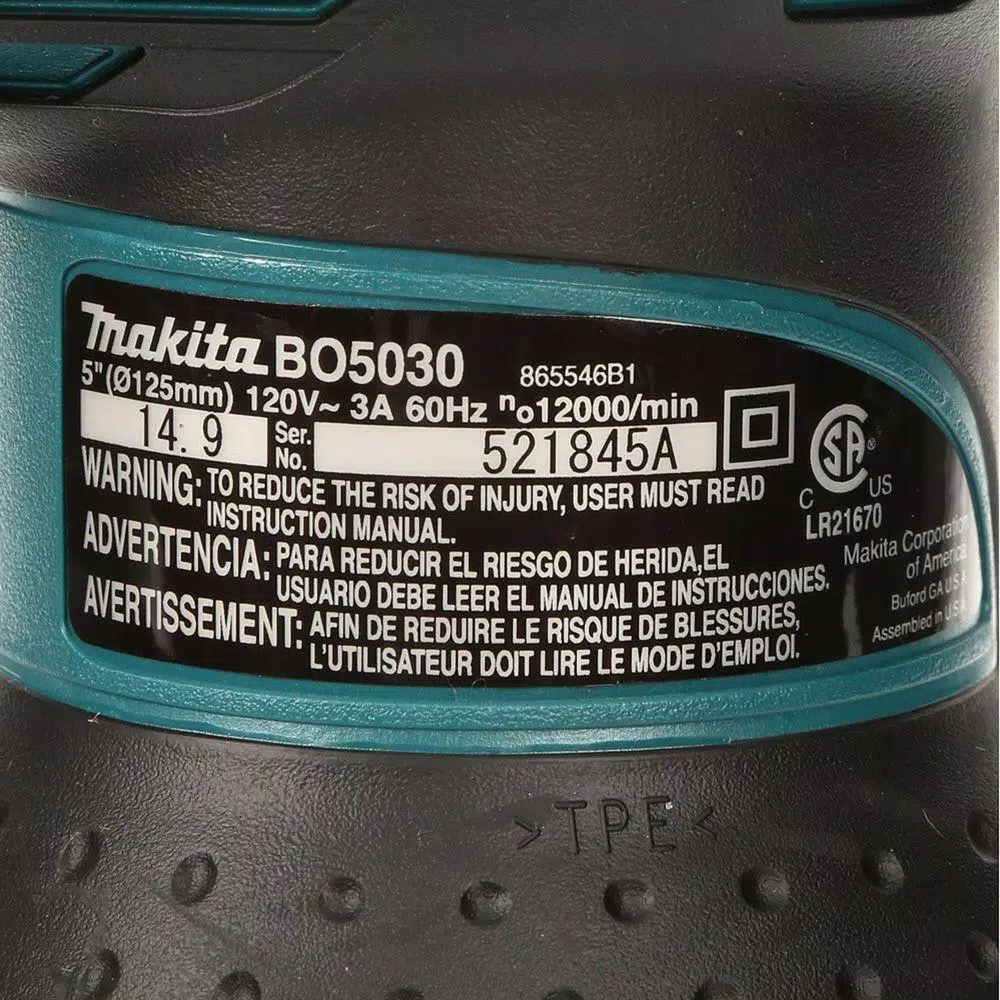 Makita BO5030 865546B1
5"(Ø125mm) 120V~ 3A 60Hz no12000/min
14. 9 Ser. No. 521845A
WARNING: TO REDUCE THE RISK OF INJURY, USER MUST READ
INSTRUCTION MANUAL.
ADVERTENCIA: PARA REDUCIR EL RIESGO DE HERIDA,EL
USUARIO DEBE LEER EL MANUAL DE INSTRUCCIONES.
AVERTISSEMENT: AFIN DE REDUIRE LE RISQUE DE BLESSURES,
L'UTILISATEUR DOIT LIRE LE MODE D'EMPLOI.
SA ®
C US
LR21670
Makita Corporation
of America
Buford GA U.S.A.
Assembled in U.S.A.
>TPE<